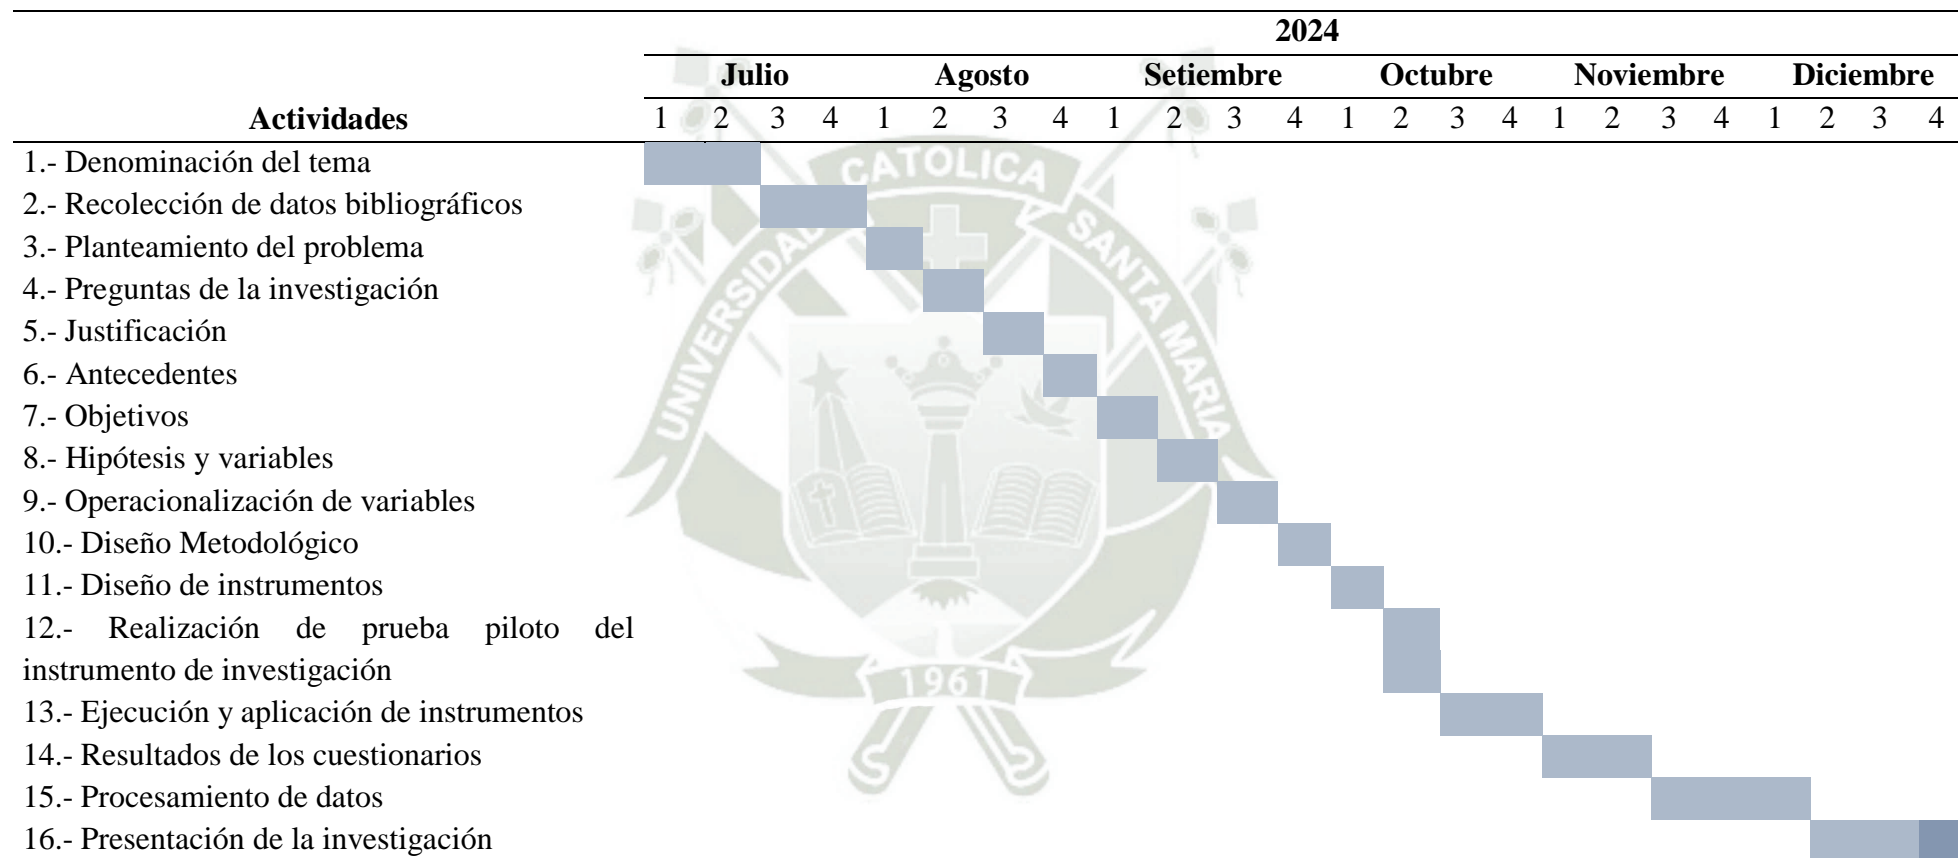 2024
Julio Agosto Setiembre Octubre Noviembre Diciembre
Actividades 1 2 3 4 1 2 3 4 1 2 3 4 1 2 3 4 1 2 3 4 1 2 3 4
1.- Denominación del tema
2.- Recolección de datos bibliográficos
3.- Planteamiento del problema
4.- Preguntas de la investigación
5.- Justificación
6.- Antecedentes
7.- Objetivos
8.- Hipótesis y variables
9.- Operacionalización de variables
10.- Diseño Metodológico
11.- Diseño de instrumentos
12.- Realización de prueba piloto del
instrumento de investigación
13.- Ejecución y aplicación de instrumentos
14.- Resultados de los cuestionarios
15.- Procesamiento de datos
16.- Presentación de la investigación
UNIVERSIDAD CATOLICA SANTA MARIA
1961